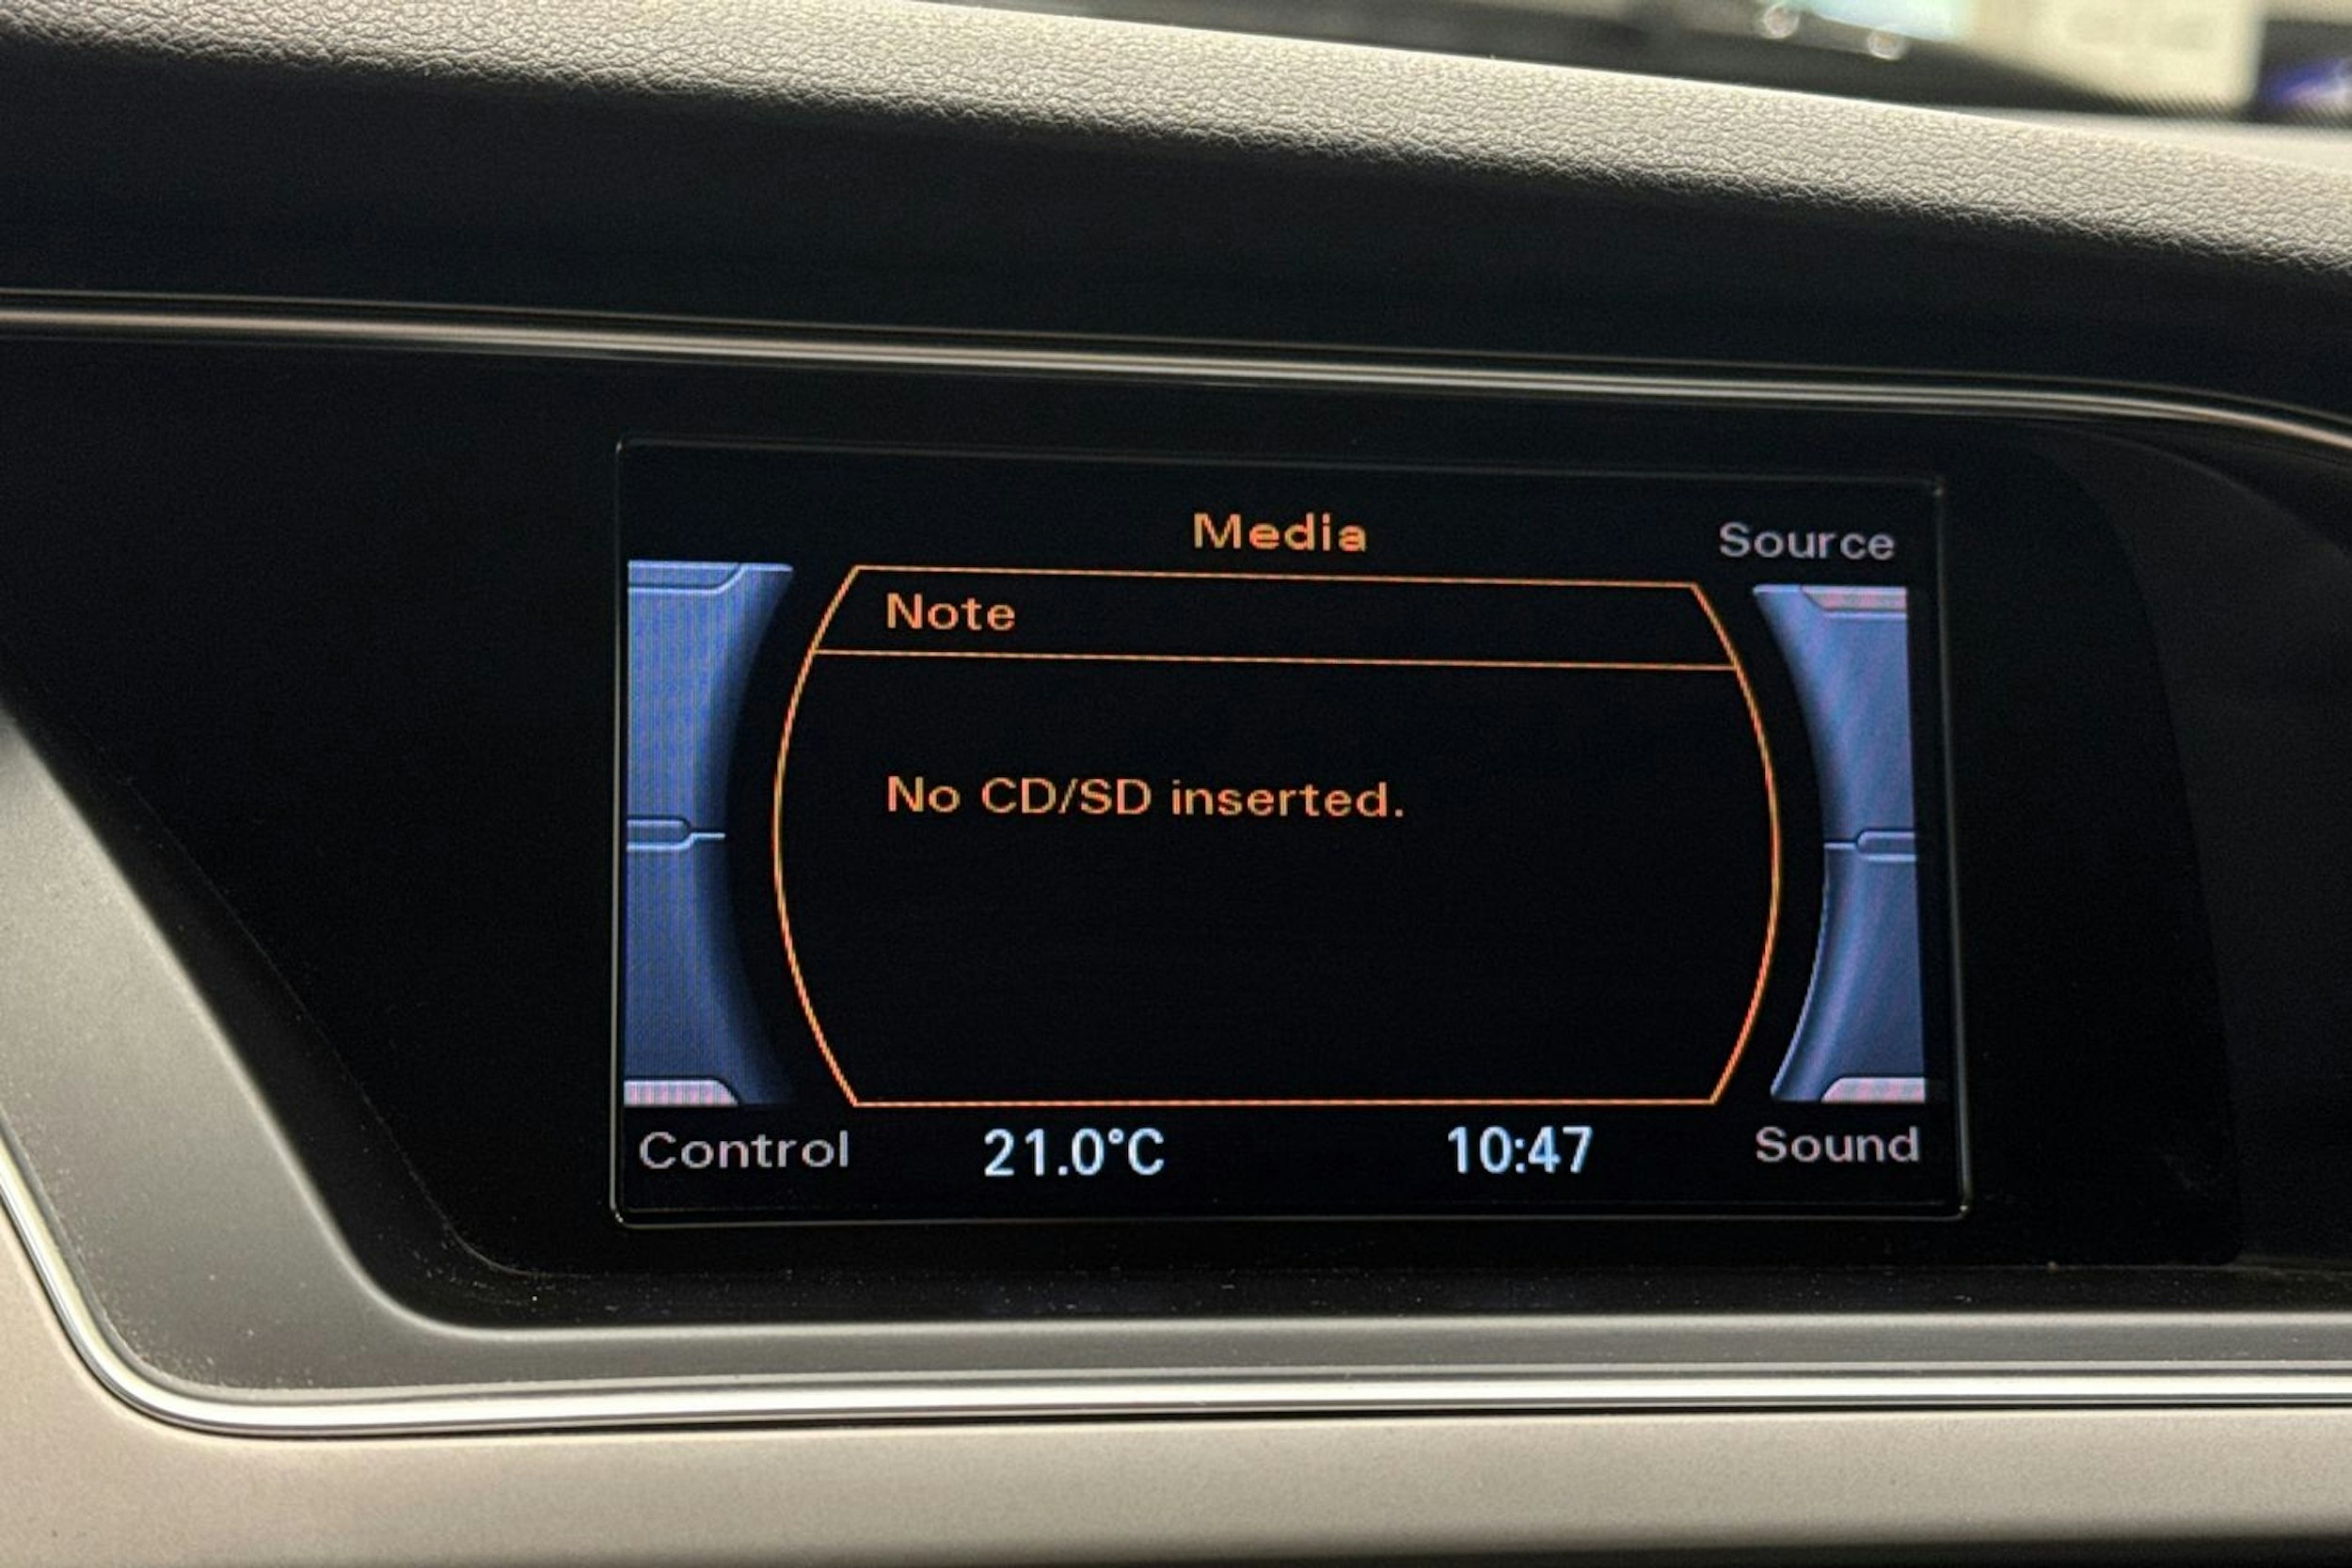 Media
Source
Note
No CD/SD inserted.
Control
21.0°C
10:47
Sound